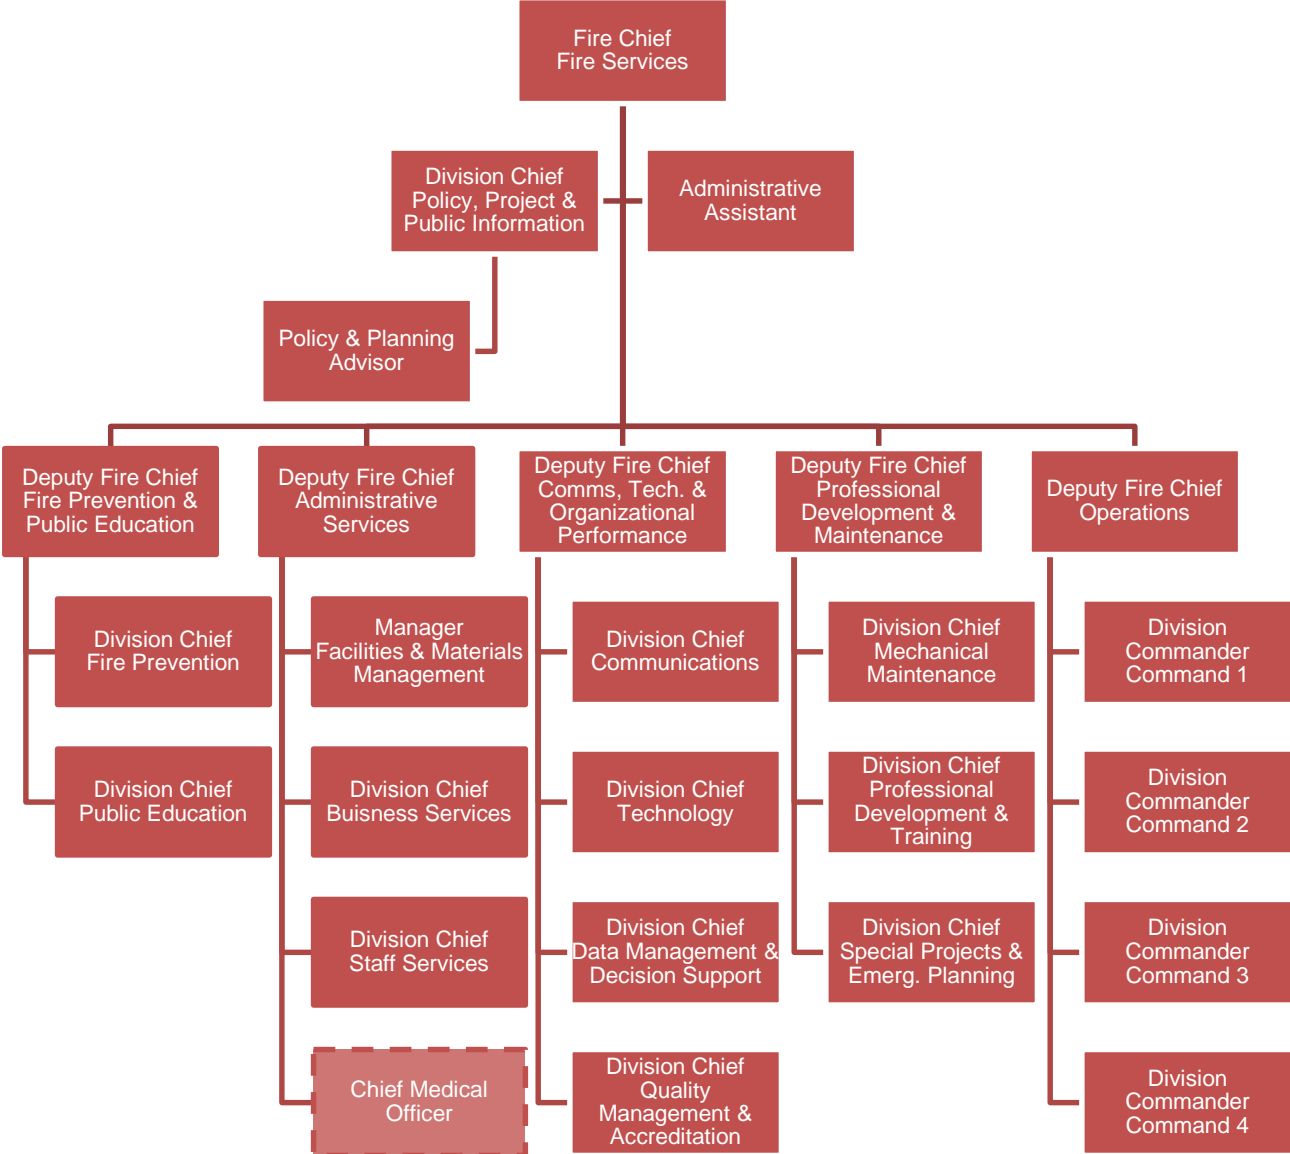 Fire Chief
Fire Services
Division Chief
Policy, Project &
Public Information
Administrative
Assistant
Policy & Planning
Advisor
Deputy Fire Chief
Fire Prevention &
Public Education
Deputy Fire Chief
Administrative
Services
Deputy Fire Chief
Comms, Tech. &
Organizational
Performance
Deputy Fire Chief
Professional
Development &
Maintenance
Deputy Fire Chief
Operations
Division Chief
Fire Prevention
Manager
Facilities & Materials
Management
Division Chief
Communications
Division Chief
Mechanical
Maintenance
Division
Commander
Command 1
Division Chief
Public Education
Division Chief
Buisness Services
Division Chief
Technology
Division Chief
Professional
Development &
Training
Division
Commander
Command 2
Division Chief
Staff Services
Division Chief
Data Management &
Decision Support
Division Chief
Special Projects &
Emerg. Planning
Division
Commander
Command 3
Chief Medical
Officer
Division Chief
Quality
Management &
Accreditation
Division
Commander
Command 4